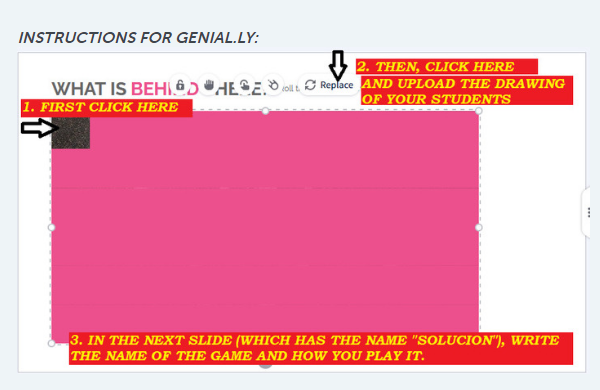 INSTRUCTIONS FOR GENIAL.LY:
2. THEN, CLICK HERE
WHAT IS BEHIND HERE?
Replace
AND UPLOAD THE DRAWING
OF YOUR STUDENTS
1. FIRST CLICK HERE
3. IN THE NEXT SLIDE (WHICH HAS THE NAME "SOLUCION"), WRITE
THE NAME OF THE GAME AND HOW YOU PLAY IT.